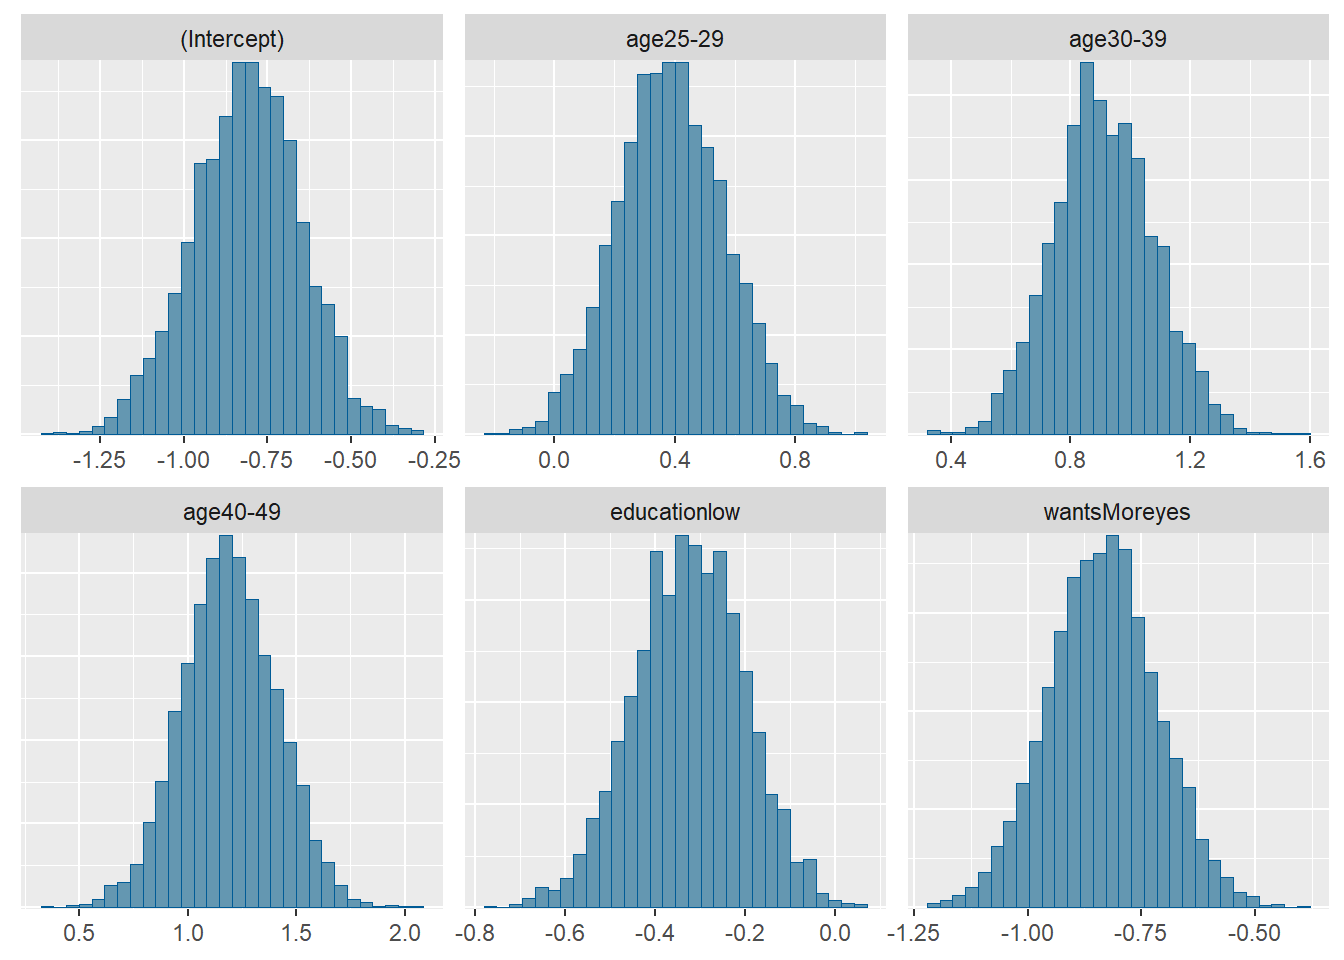 (Intercept) age25-29 age30-39
-1.25 -1.00 -0.75 -0.50 -0.25 0.0 0.4 0.8 0.4 0.8 1.2 1.6
age40-49 educationlow wantsMoreyes
0.5 1.0 1.5 2.0 -0.8 -0.6 -0.4 -0.2 0.0 -1.25 -1.00 -0.75 -0.50